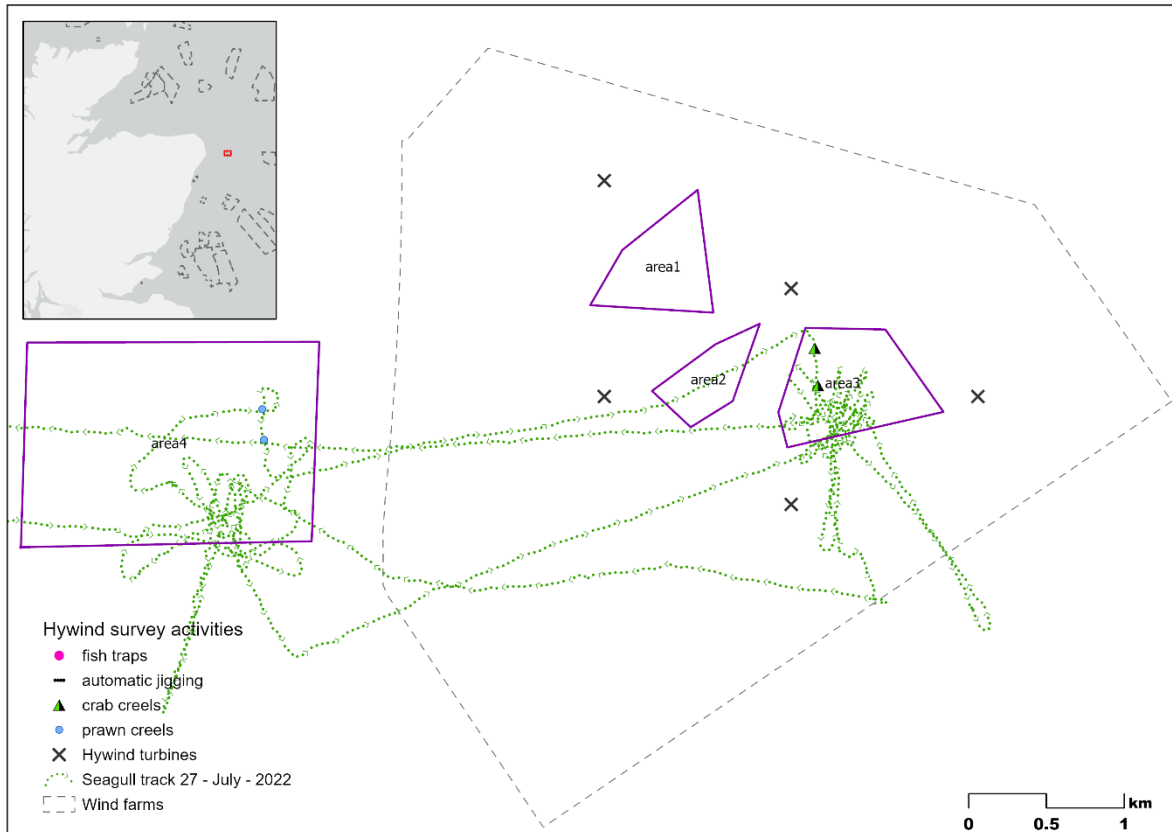 area1
area2
area3
area4
Hywind survey activities
fish traps
automatic jigging
crab creels
prawn creels
Hywind turbines
Seagull track 27 - July - 2022
Wind farms
km
0 0.5 1